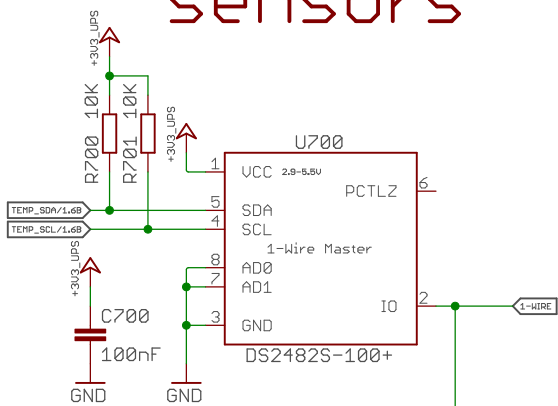 sensors
+3V3_UPS
10K
10K
R700
R701
+3V3_UPS
U700
1
VCC 2.9-5.5V
PCTLZ
6
TEMP_SDA/1.6B
5
SDA
TEMP_SCL/1.6B
4
SCL
1-Wire Master
+3V3_UPS
8
AD0
7
AD1
IO
2
1-WIRE
C700
3
GND
100nF
DS2482S-100+
GND
GND